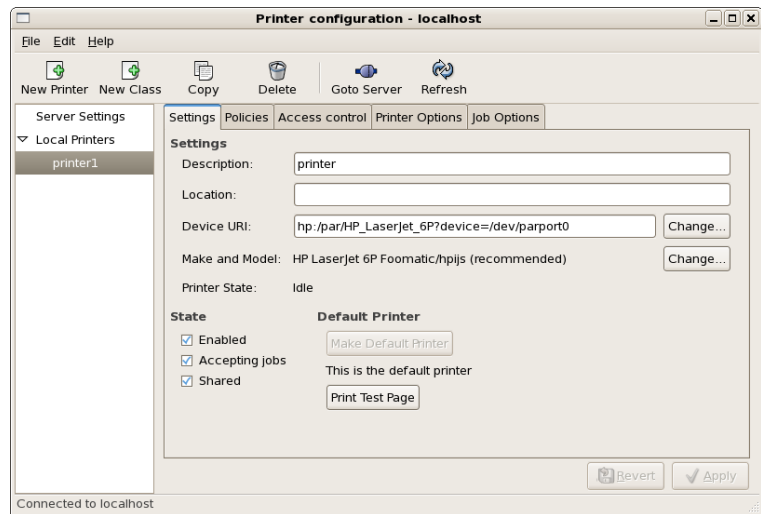 Printer configuration - localhost
File Edit Help
New Printer New Class Copy Delete Goto Server Refresh
Server Settings
Local Printers
printer1
Settings Policies Access control Printer Options Job Options
Settings
Description: printer
Location:
Device URI: hp:/par/HP_LaserJet_6P?device=/dev/parport0 Change...
Make and Model: HP LaserJet 6P Foomatic/hpijs (recommended) Change...
Printer State: Idle
State Default Printer
Enabled Make Default Printer
Accepting jobs This is the default printer
Shared Print Test Page
Revert Apply
Connected to localhost